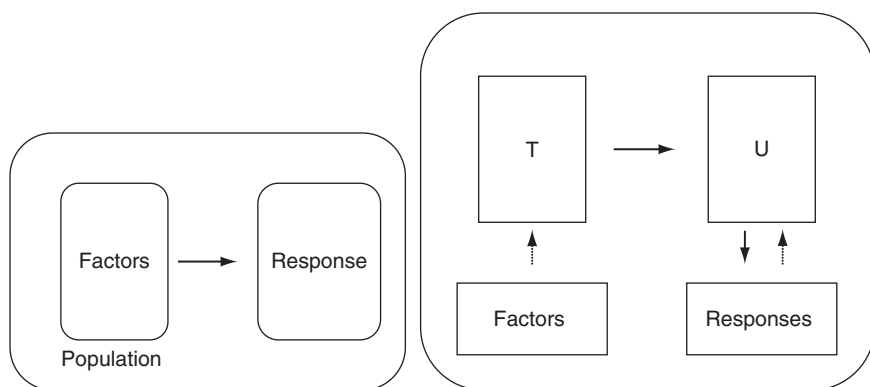 Factors
Response
Population
T
U
Factors
Responses